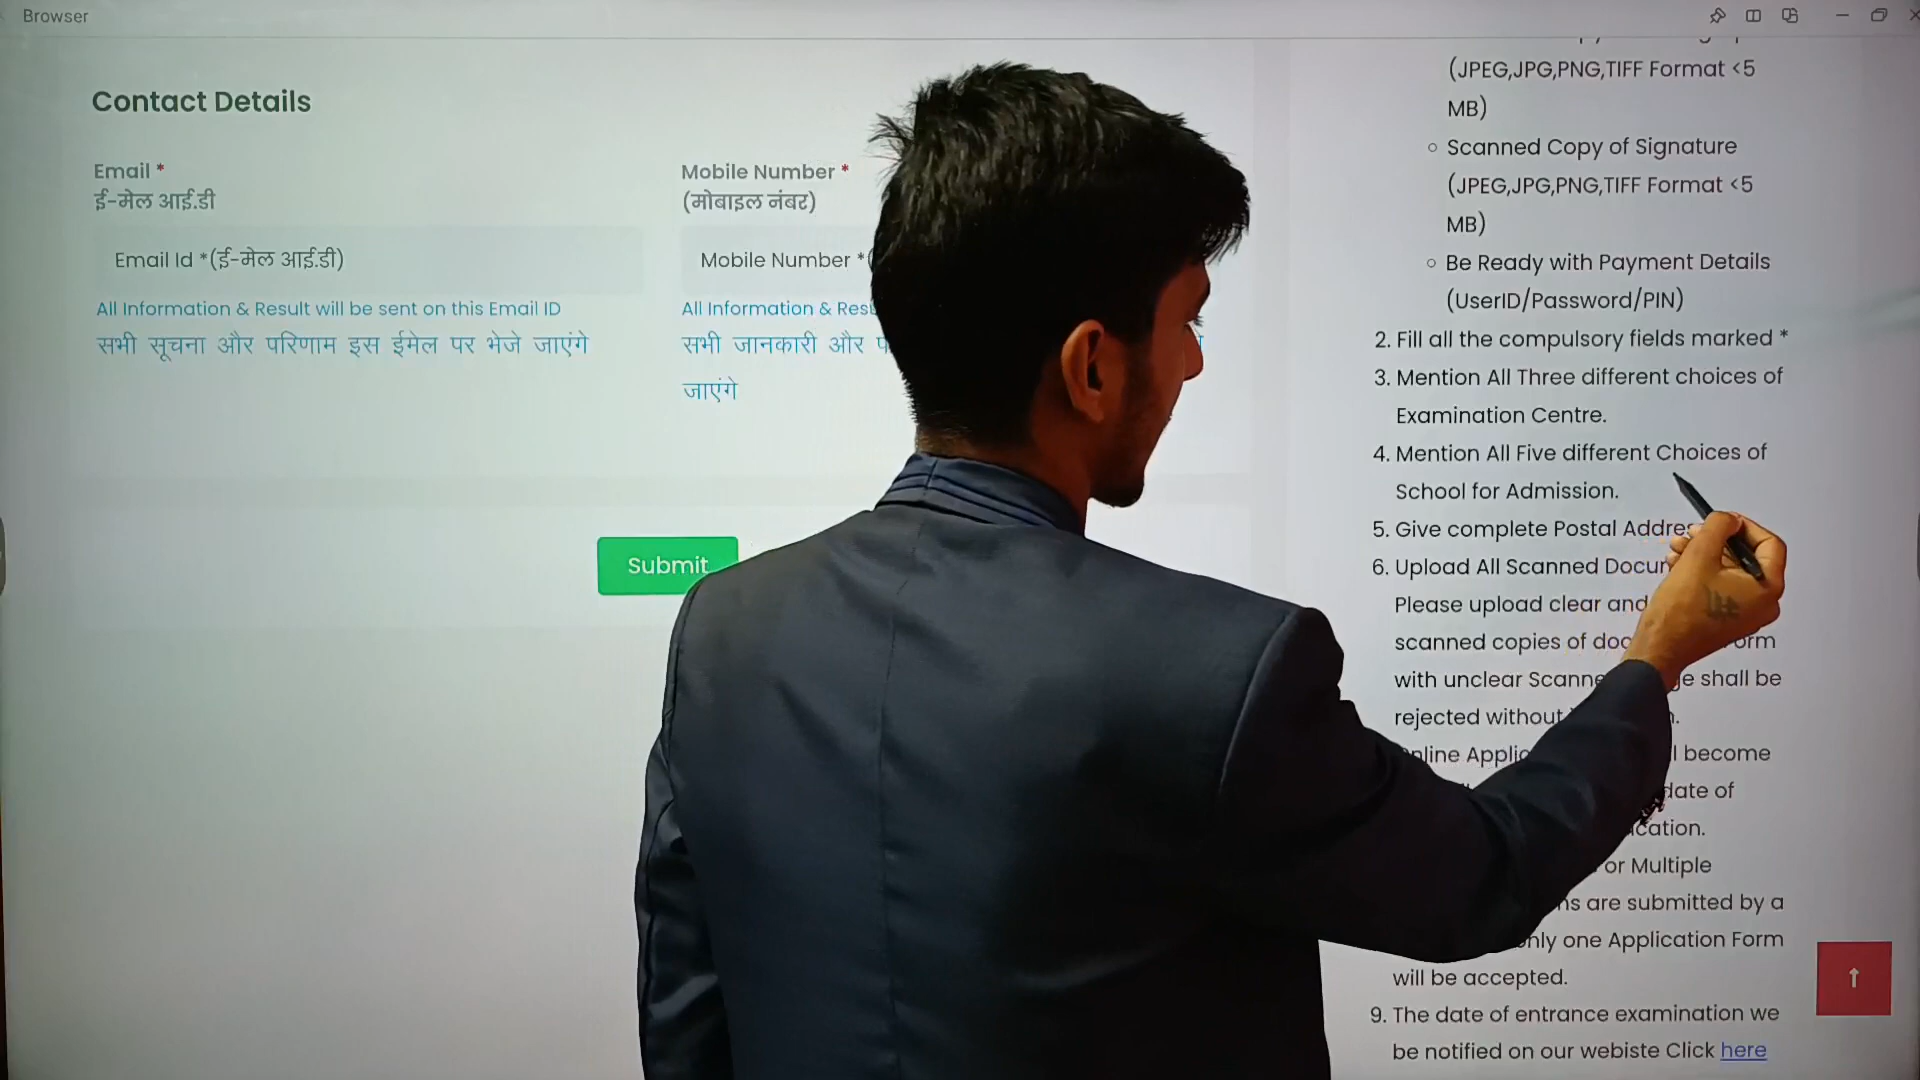 Browser
Contact Details
Email *
ई-मेल आई.डी
Email Id *(ई-मेल आई.डी)
All Information & Result will be sent on this Email ID
सभी सूचना और परिणाम इस ईमेल पर भेजे जाएंगे
Mobile Number *
(मोबाइल नंबर)
Mobile Number *
All Information &
सभी जानकारी और
जाएंगे
Submit
(JPEG,JPG,PNG,TIFF Format <5
MB)
Scanned Copy of Signature
(JPEG,JPG,PNG,TIFF Format <5
MB)
Be Ready with Payment Details
(UserID/Password/PIN)
2. Fill all the compulsory fields marked *
3. Mention All Three different choices of
Examination Centre.
4. Mention All Five different Choices of
School for Admission.
5. Give complete Postal
6. Upload All Scanned
Please upload clear and
scanned copies of
with unclear shall be
rejected without
become
date of
or Multiple
are submitted by a
one Application Form
will be accepted.
9. The date of entrance examination we
be notified on our webiste Click here